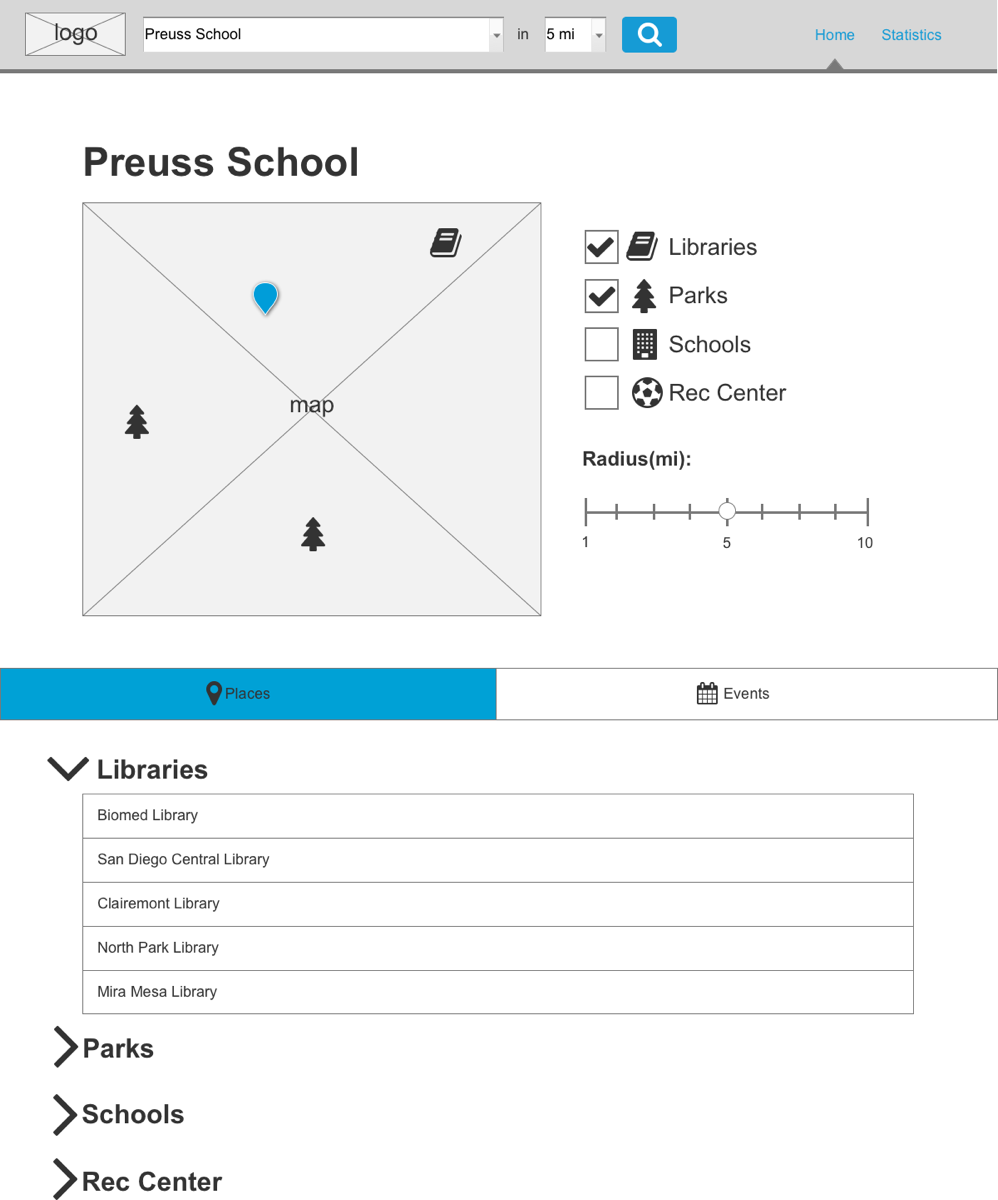 logo
Preuss School
in
5 mi
Home
Statistics
Preuss School
map
Libraries
Parks
Schools
Rec Center
Radius(mi):
1 5 10
Places
Events
Libraries
Biomed Library
San Diego Central Library
Clairemont Library
North Park Library
Mira Mesa Library
Parks
Schools
Rec Center